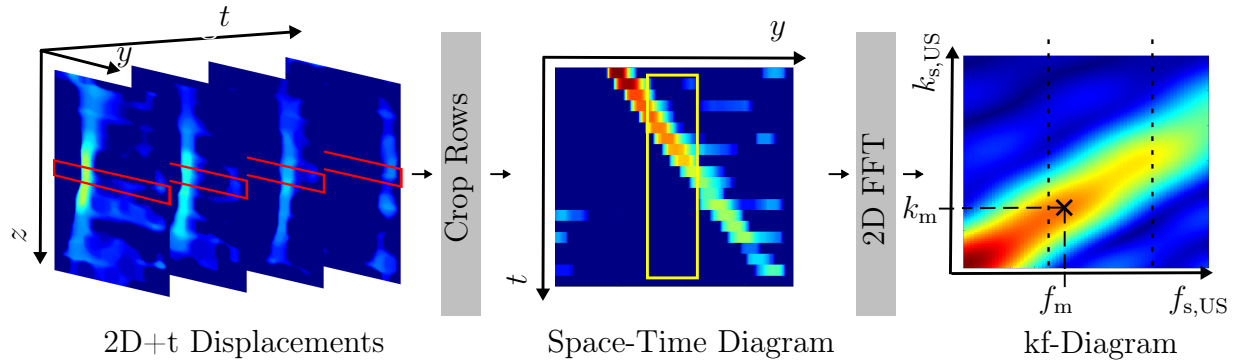 t
y
z
2D+t Displacements
Crop Rows
y
t
Space-Time Diagram
2D FFT
k_s,US
k_m
f_m
f_s,US
kf-Diagram